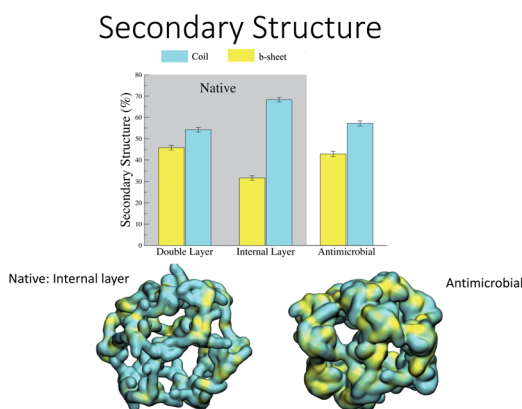 Secondary Structure
Coil b-sheet
Native
Secondary Structure (%)
80
70
60
50
40
30
20
10
0
Double Layer Internal Layer Antimicrobial
Native: Internal layer
Antimicrobial